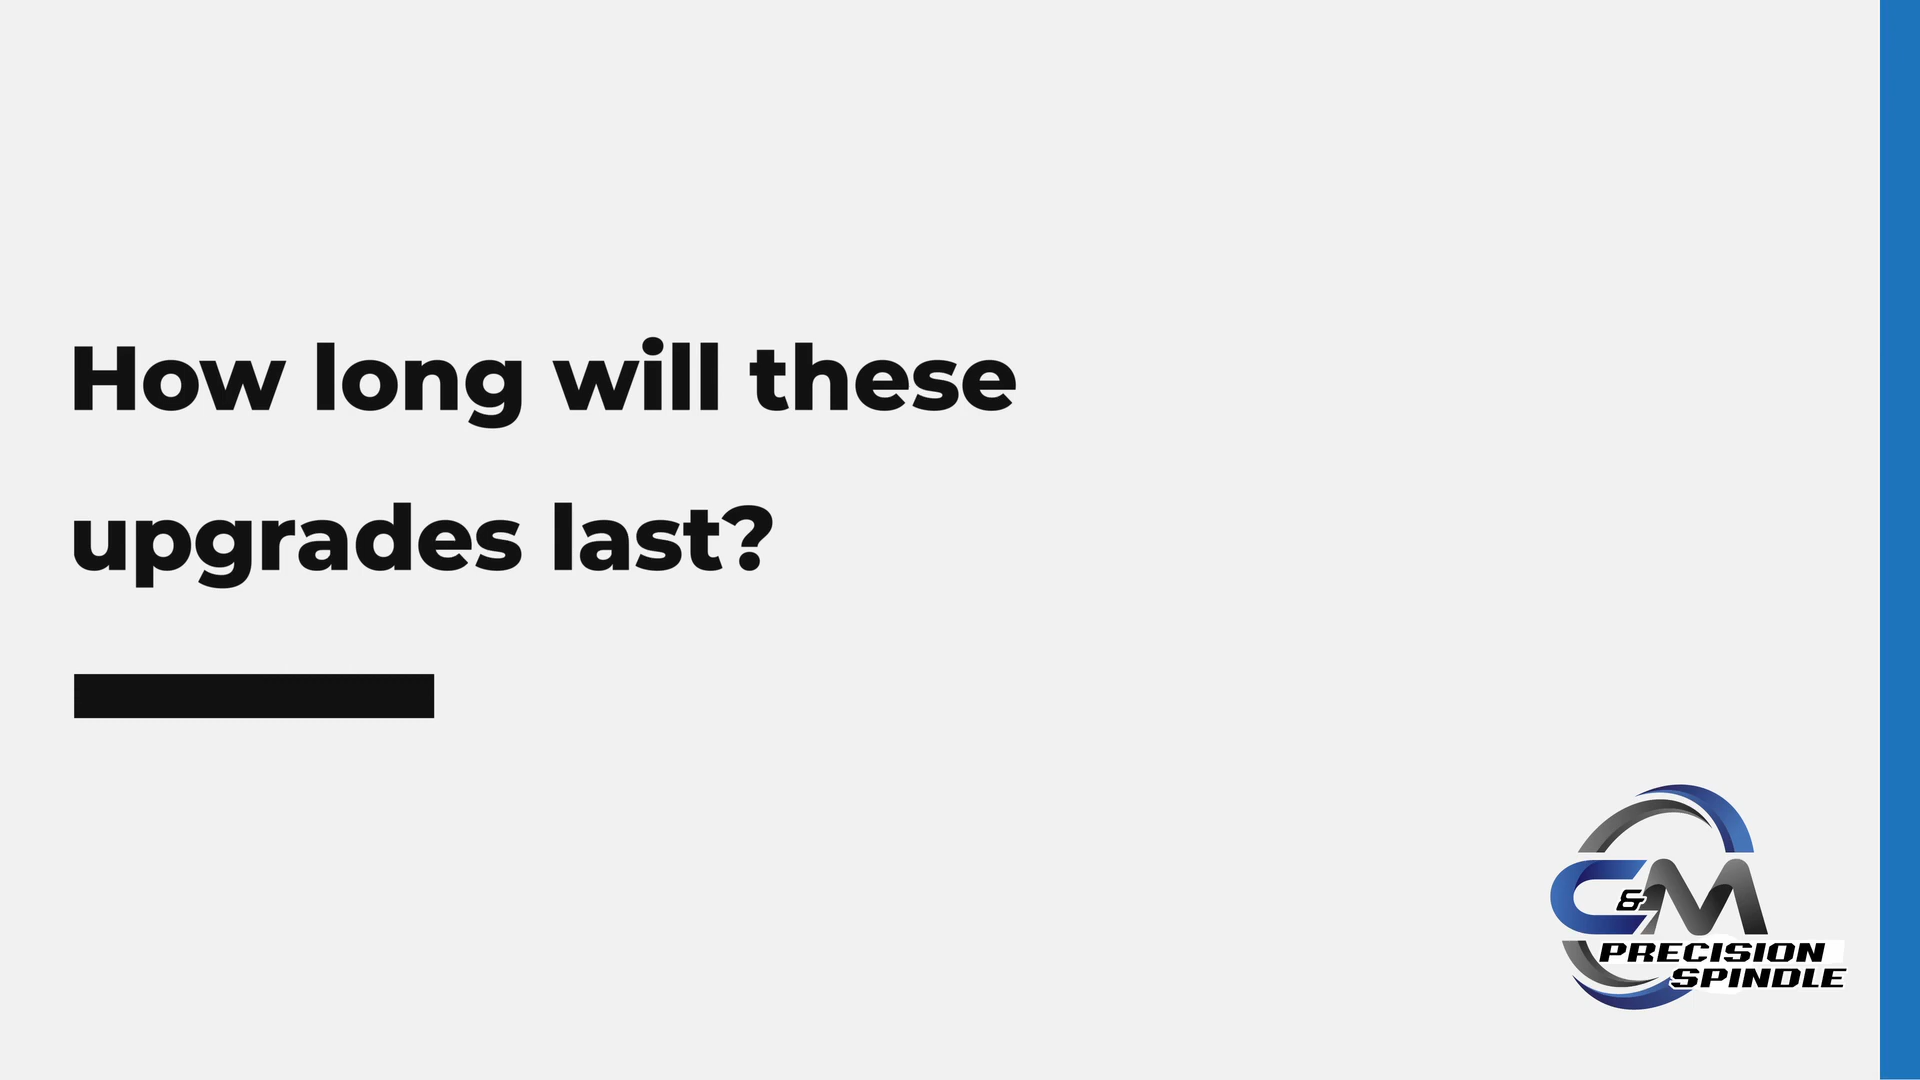 How long will these
upgrades last?
C&M
PRECISION
SPINDLE